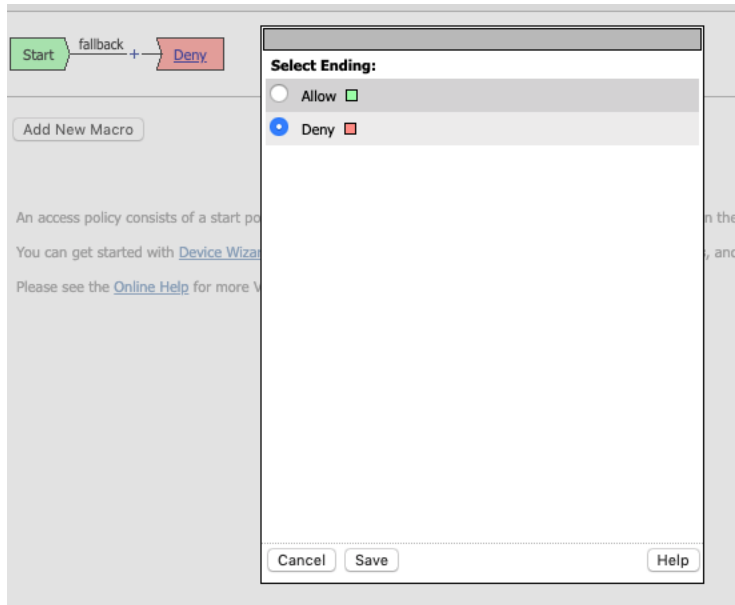 Start
fallback
+
Deny
Add New Macro
An access policy consists of a start po
n the
You can get started with Device Wizar
, and
Please see the Online Help for more V
Select Ending:
Allow
Deny
Cancel
Save
Help